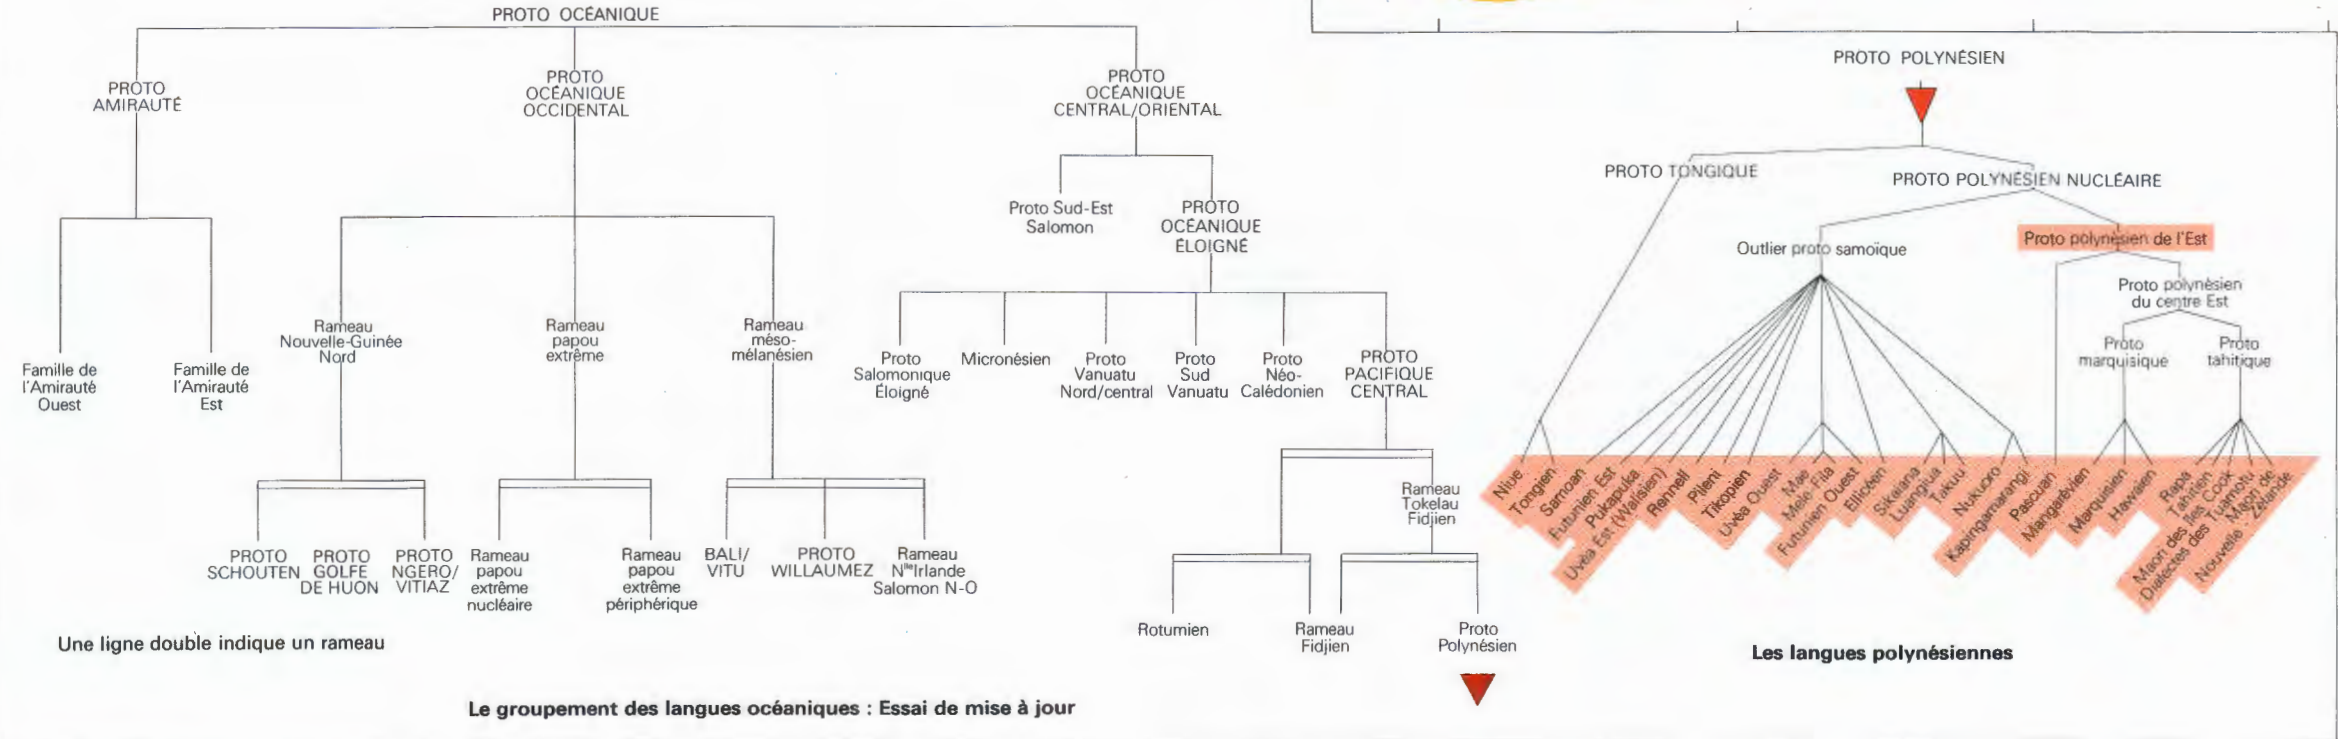 PROTO OCÉANIQUE
PROTO
AMIRAUTÉ
PROTO
OCÉANIQUE
OCCIDENTAL
PROTO
OCÉANIQUE
CENTRAL/ORIENTAL
Proto Sud-Est
Salomon
PROTO
OCÉANIQUE
ÉLOIGNÉ
Famille de
l'Amirauté
Ouest
Famille de
l'Amirauté
Est
Rameau
Nouvelle-Guinée
Nord
Rameau
papou
extrême
Rameau
méso-
mélanésien
Proto
Salomonique
Éloigné
Micronésien
Proto
Vanuatu
Nord/central
Proto
Sud
Vanuatu
Proto
Néo-
Calédonien
PROTO
PACIFIQUE
CENTRAL
Rameau
Tokelau
Fidjien
PROTO
SCHOUTEN
PROTO
GOLFE
DE HUON
PROTO
NGERO/
VITIAZ
Rameau
papou
extrême
nucléaire
Rameau
papou
extrême
périphérique
BALI/
VITU
PROTO
WILLAUMEZ
Rameau
Nlle Irlande
Salomon N-O
Rotumien
Rameau
Fidjien
Proto
Polynésien
Une ligne double indique un rameau
Le groupement des langues océaniques : Essai de mise à jour
PROTO POLYNÉSIEN
PROTO TONGIQUE
PROTO POLYNÉSIEN NUCLÉAIRE
Outlier proto samoïque
Proto polynésien de l'Est
Proto polynésien
du centre Est
Proto
marquisique
Proto
tahitique
Niue
Tongien
Samoan
Futunien Est
Pukapuka
Uvéa Est (Walisien)
Rennell
Pileni
Tikopien
Uvéa Ouest
Mae
Mele-Fila
Futunien Ouest
Ellicéen
Sikaiana
Luangiua
Takuu
Nukuoro
Kapingamarangi
Pascuan
Mangarévien
Marquisien
Hawaïen
Rapa
Tahitien
Maori des Iles Cook
Dialectes des Tuamotu
Maori de
Nouvelle - Zélande
Les langues polynésiennes